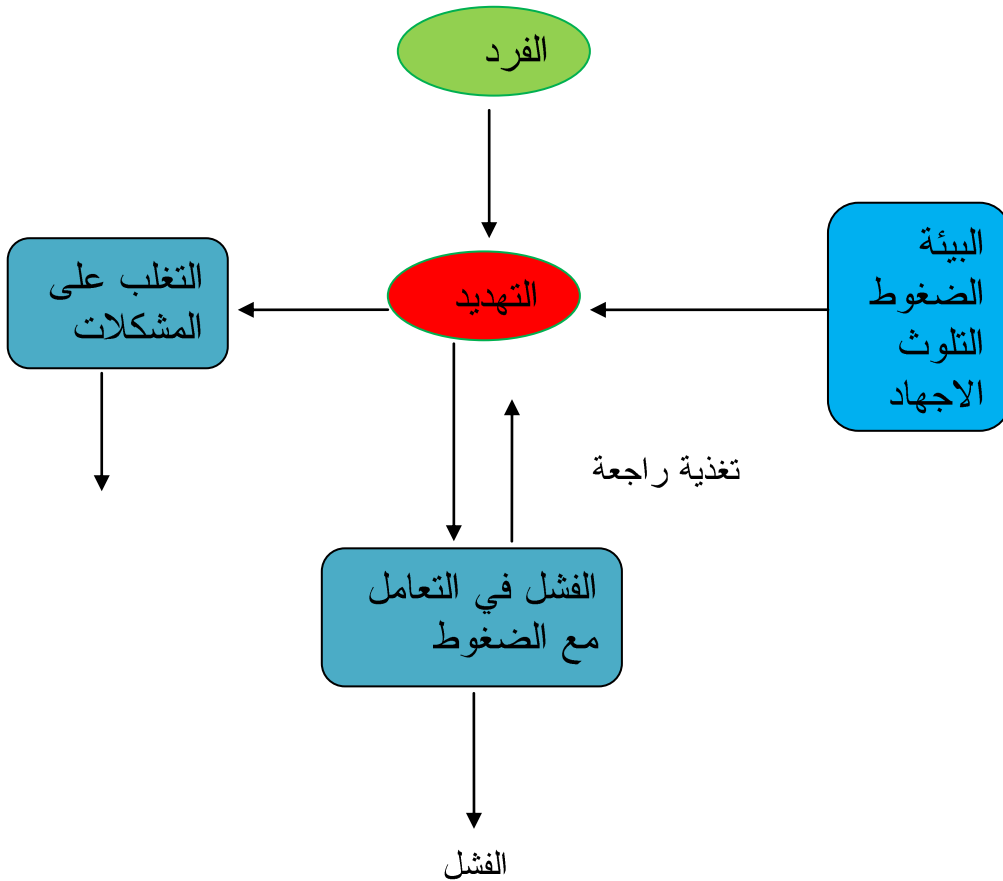 الفرد
البيئة
الضغوط
التلوث
الاجهاد
التهديد
التغلب على
المشكلات
تغذية راجعة
الفشل في التعامل
مع الضغوط
الفشل